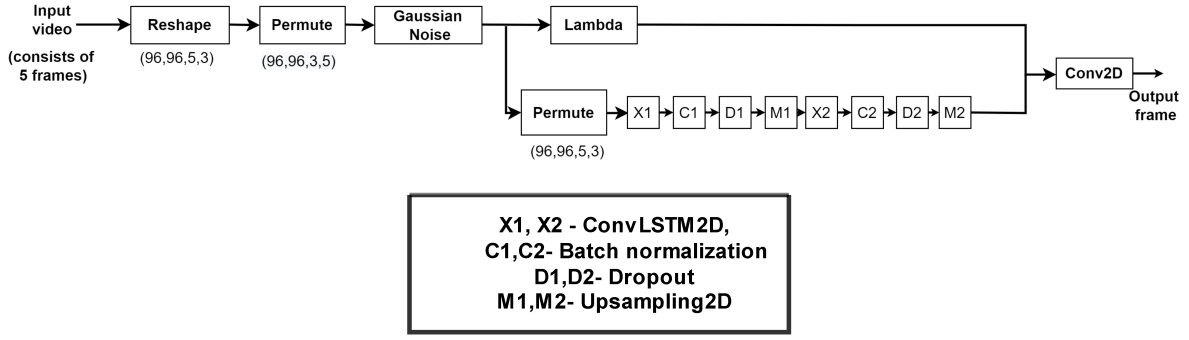 Input
video
(consists of
5 frames)
Reshape
(96,96,5,3)
Permute
(96,96,3,5)
Gaussian
Noise
Lambda
Permute
(96,96,5,3)
X1
C1
D1
M1
X2
C2
D2
M2
Conv2D
Output
frame
X1, X2 - ConvLSTM2D,
C1,C2- Batch normalization
D1,D2- Dropout
M1,M2- Upsampling2D